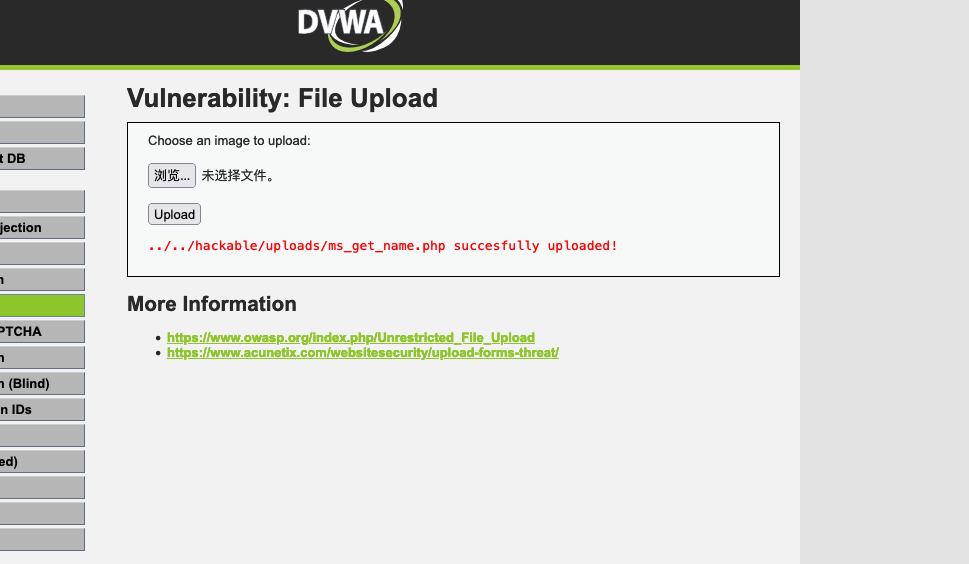 DVWA
Vulnerability: File Upload
Choose an image to upload:
浏览... 未选择文件。
Upload
../../hackable/uploads/ms_get_name.php succesfully uploaded!
More Information
https://www.owasp.org/index.php/Unrestricted_File_Upload
https://www.acunetix.com/websitesecurity/upload-forms-threat/
t DB
jection
n
PTCHA
n
n (Blind)
n IDs
ed)